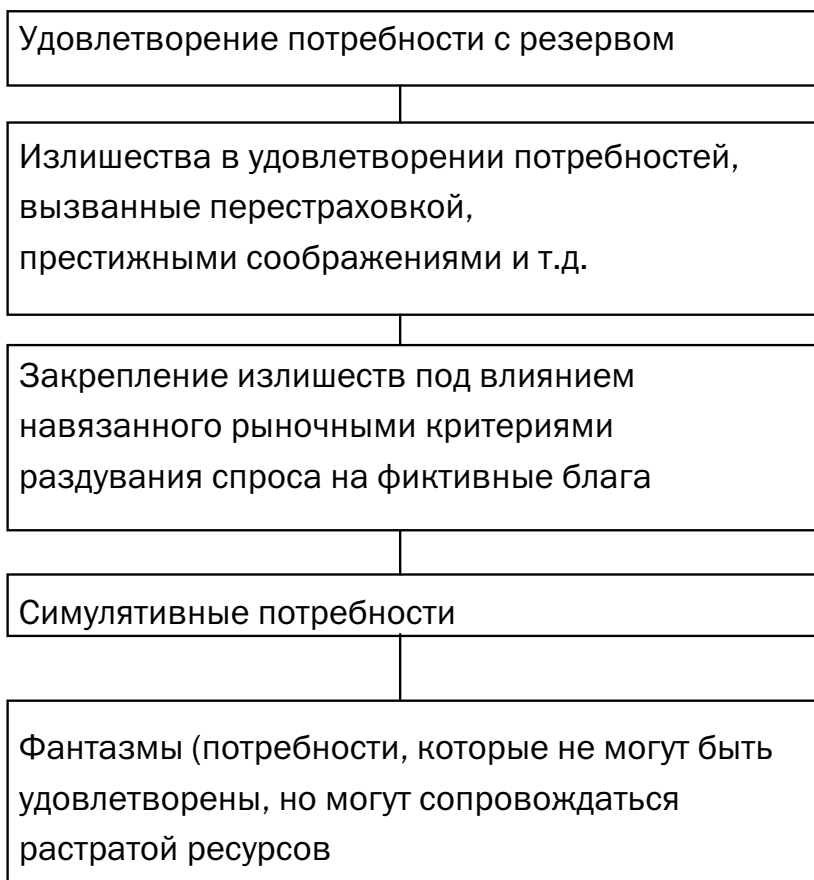 Удовлетворение потребности с резервом
Излишества в удовлетворении потребностей,
вызванные перестраховкой,
престижными соображениями и т.д.
Закрепление излишеств под влиянием
навязанного рыночными критериями
раздувания спроса на фиктивные блага
Симулятивные потребности
Фантазмы (потребности, которые не могут быть
удовлетворены, но могут сопровождаться
растратой ресурсов